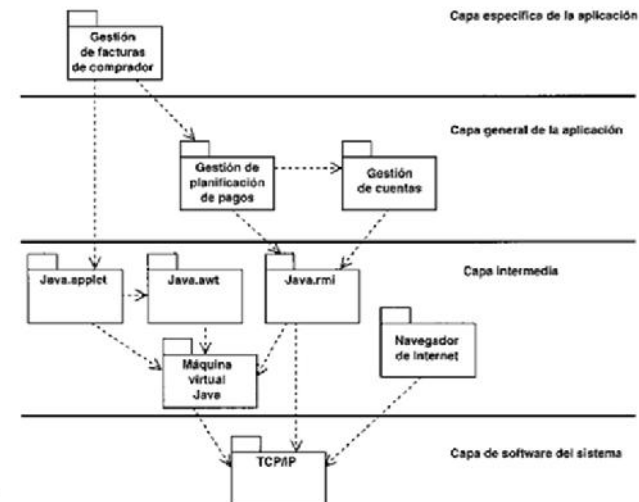 Capa específica de la aplicación
Gestión
de facturas
de comprador
Capa general de la aplicación
Gestión de
planificación
de pagos
Gestión
de cuentas
Capa intermedia
Java.applet
Java.awt
Java.rmi
Navegador
de Internet
Máquina
virtual
Java
Capa de software del sistema
TCP/IP